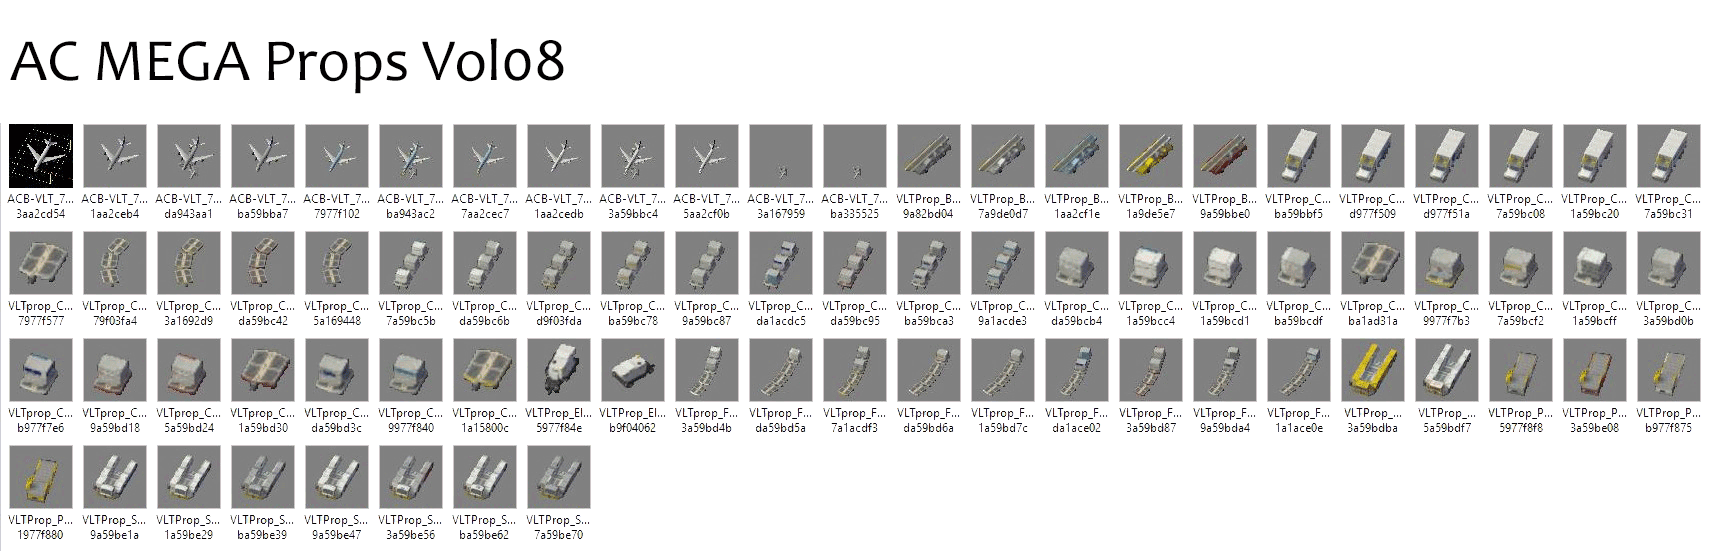 AC MEGA Props Vol08
ACB-VLT_7... ACB-VLT_7... ACB-VLT_7... ACB-VLT_7... ACB-VLT_7... ACB-VLT_7... ACB-VLT_7... ACB-VLT_7... ACB-VLT_7... ACB-VLT_7... ACB-VLT_7... ACB-VLT_7... VLTProp_B... VLTProp_B... VLTProp_B... VLTProp_B... VLTProp_B... VLTProp_C... VLTProp_C... VLTProp_C... VLTProp_C... VLTProp_C... VLTProp_C...
3aa2cd54 1aa2ceb4 da943aa1 ba59bba7 7977f102 ba943ac2 7aa2cec7 1aa2cedb 3a59bbc4 5aa2cf0b 3a167959 ba335525 9a82bd04 7a9de0d7 1aa2cf1e 1a9de5e7 9a59bbe0 ba59bbf5 d977f509 d977f51a 7a59bc08 1a59bc20 7a59bc31
VLTprop_C... VLTprop_C... VLTprop_C... VLTprop_C... VLTprop_C... VLTprop_C... VLTprop_C... VLTprop_C... VLTprop_C... VLTprop_C... VLTprop_C... VLTprop_C... VLTprop_C... VLTprop_C... VLTprop_C... VLTprop_C... VLTprop_C... VLTprop_C... VLTprop_C... VLTprop_C... VLTprop_C... VLTprop_C... VLTprop_C...
7977f577 79f03fa4 3a1692d9 da59bc42 5a169448 7a59bc5b da59bc6b d9f03fda ba59bc78 9a59bc87 da1acdc5 da59bc95 ba59bca3 9a1acde3 da59bcb4 1a59bcc4 1a59bcd1 ba59bcdf ba1ad31a 9977f7b3 7a59bcf2 1a59bcff 3a59bd0b
VLTprop_C... VLTprop_C... VLTprop_C... VLTprop_C... VLTprop_C... VLTprop_C... VLTprop_C... VLTProp_El... VLTProp_El... VLTprop_F... VLTprop_F... VLTprop_F... VLTprop_F... VLTprop_F... VLTprop_F... VLTprop_F... VLTprop_F... VLTprop_F... VLTProp_... VLTProp_... VLTProp_P... VLTProp_P... VLTProp_P...
b977f7e6 9a59bd18 5a59bd24 1a59bd30 da59bd3c 9977f840 1a15800c 5977f84e b9f04062 3a59bd4b da59bd5a 7a1acdf3 da59bd6a 1a59bd7c da1ace02 3a59bd87 9a59bda4 1a1ace0e 3a59bdba 5a59bdf7 5977f8f8 3a59be08 b977f875
VLTProp_P... VLTProp_S... VLTProp_S... VLTProp_S... VLTProp_S... VLTProp_S... VLTProp_S... VLTProp_S...
1977f880 9a59be1a 1a59be29 ba59be39 9a59be47 3a59be56 ba59be62 7a59be70